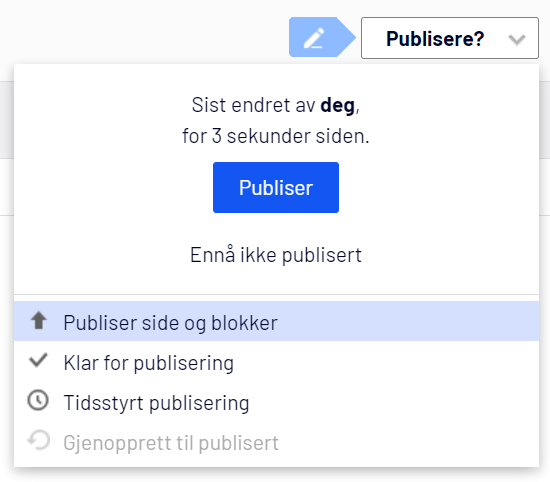 Publisere?
Sist endret av deg,
for 3 sekunder siden.
Publiser
Ennå ikke publisert
Publiser side og blokker
Klar for publisering
Tidsstyrt publisering
Gjenopprett til publisert